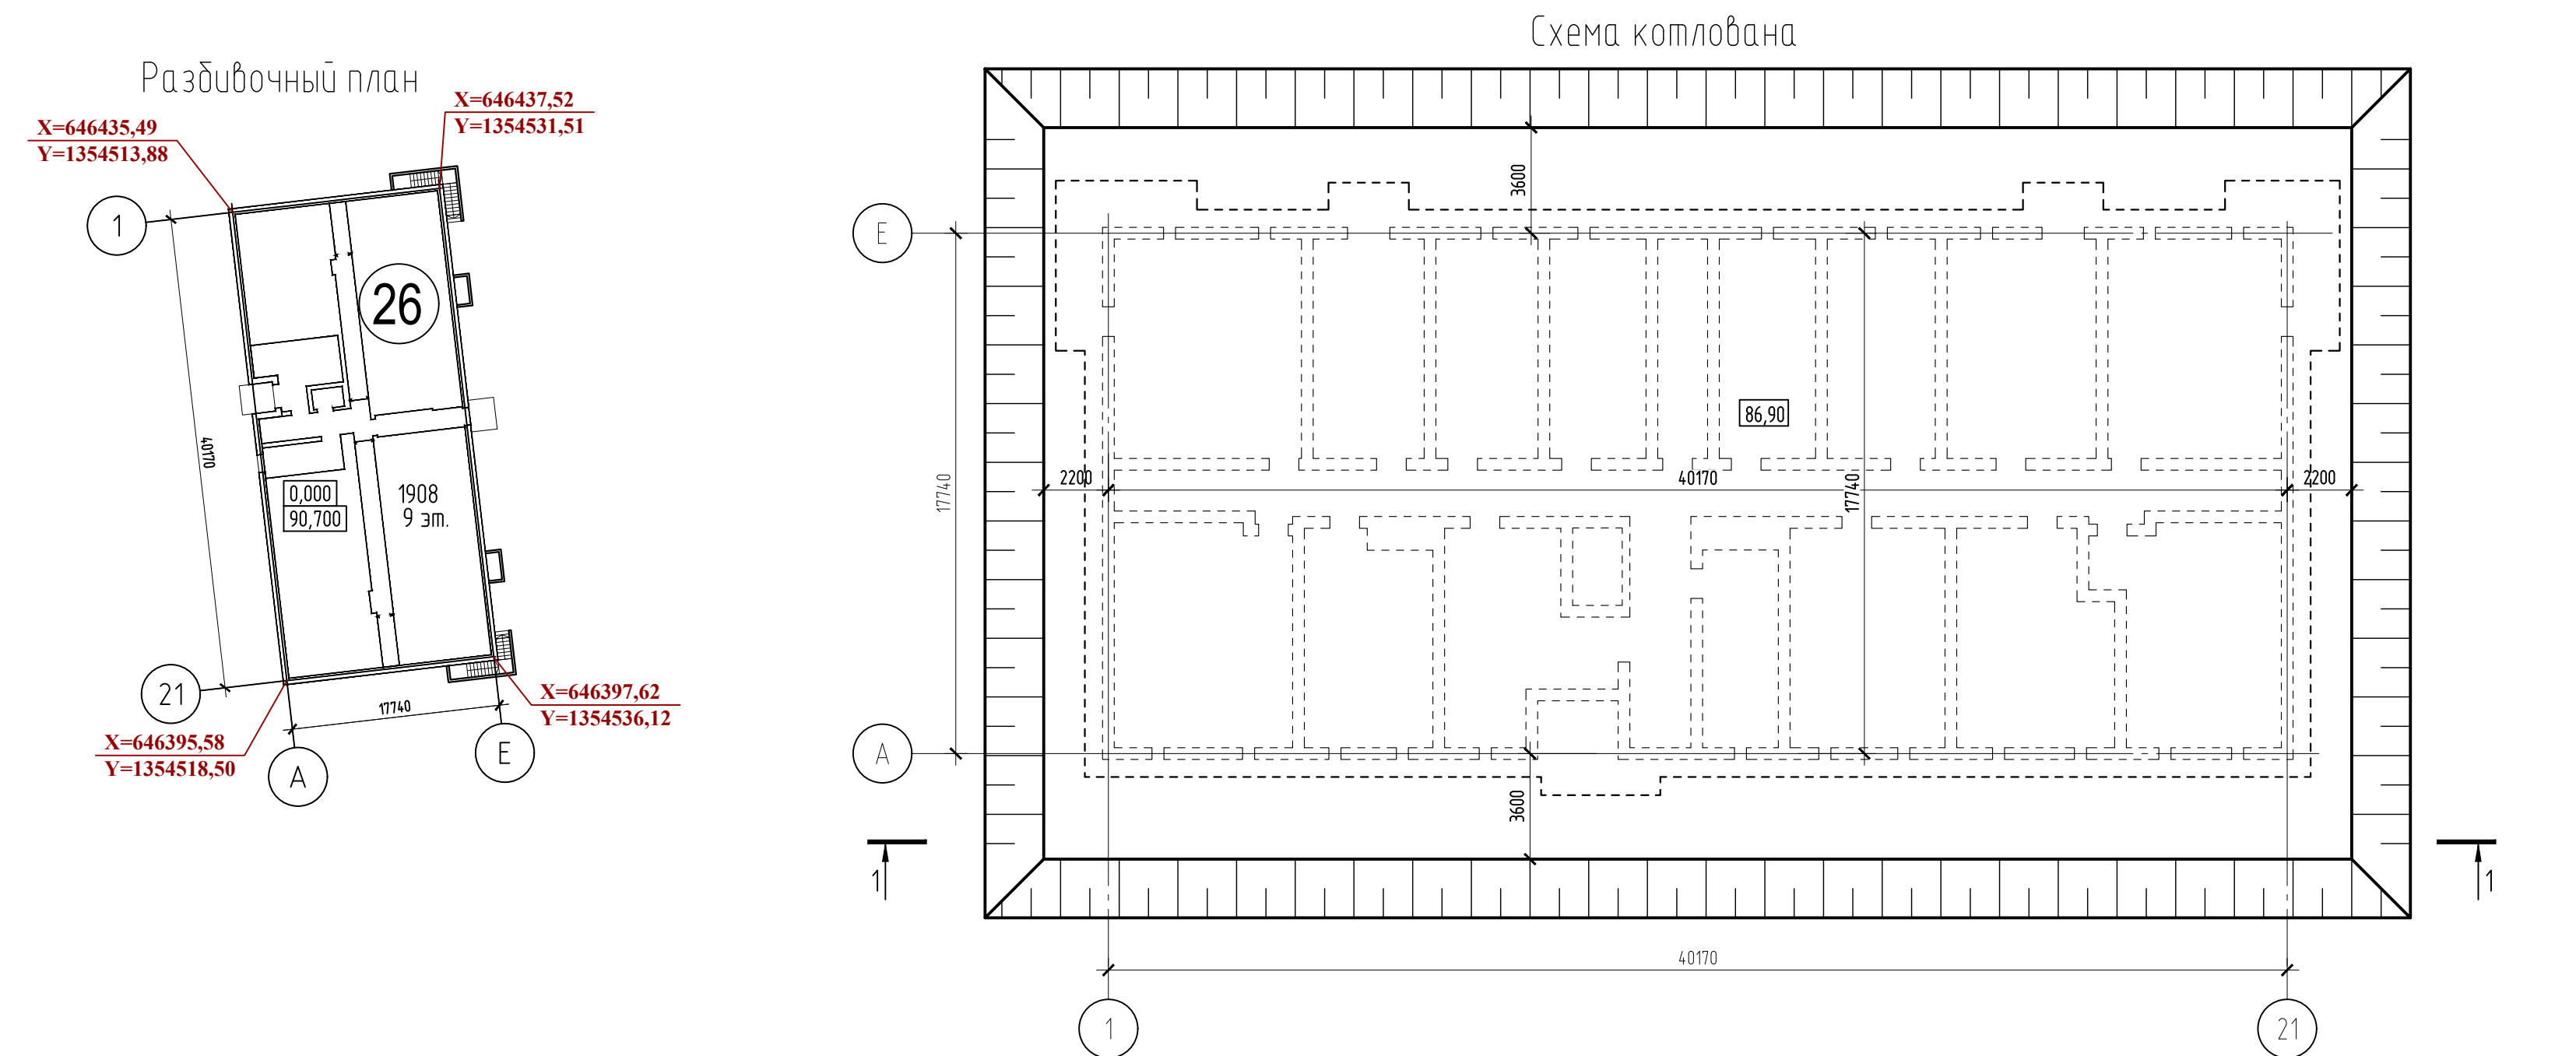 Разбивочный план
X=646437,52
Y=1354531,51
X=646435,49
Y=1354513,88
1
26
40170
0,000
90,700
1908
9 эт.
21
17740
X=646397,62
Y=1354536,12
X=646395,58
Y=1354518,50
А
Е
Схема котлована
3600
Е
86,90
2200
40170
2200
17740
17740
А
3600
1
1
40170
1
21